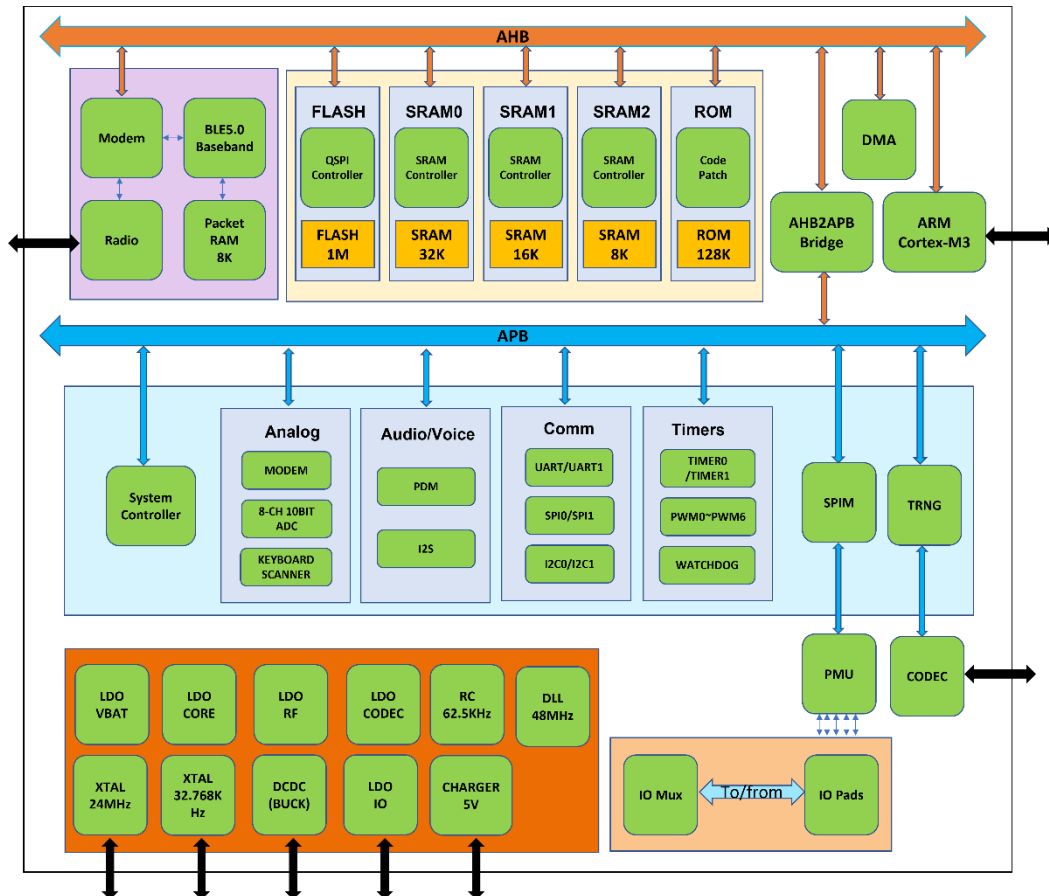 AHB
FLASH
SRAM0
SRAM1
SRAM2
ROM
Modem
BLE5.0
Baseband
QSPI
Controller
SRAM
Controller
SRAM
Controller
SRAM
Controller
Code
Patch
DMA
Radio
Packet
RAM
8K
FLASH
1M
SRAM
32K
SRAM
16K
SRAM
8K
ROM
128K
AHB2APB
Bridge
ARM
Cortex-M3
APB
System
Controller
Analog
MODEM
8-CH 10BIT
ADC
KEYBOARD
SCANNER
Audio/Voice
PDM
I2S
Comm
UART/UART1
SPI0/SPI1
I2C0/I2C1
Timers
TIMER0
/TIMER1
PWM0~PWM6
WATCHDOG
SPIM
TRNG
PMU
CODEC
LDO
VBAT
LDO
CORE
LDO
RF
LDO
CODEC
RC
62.5KHz
DLL
48MHz
XTAL
24MHz
XTAL
32.768K
Hz
DCDC
(BUCK)
LDO
IO
CHARGER
5V
IO Mux
To/from
IO Pads